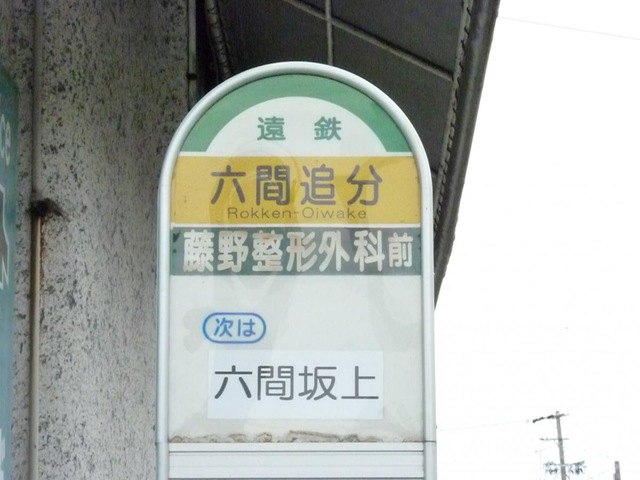 遠鉄
六間追分
Rokken-Oiwake
藤野整形外科前
次は
六間坂上